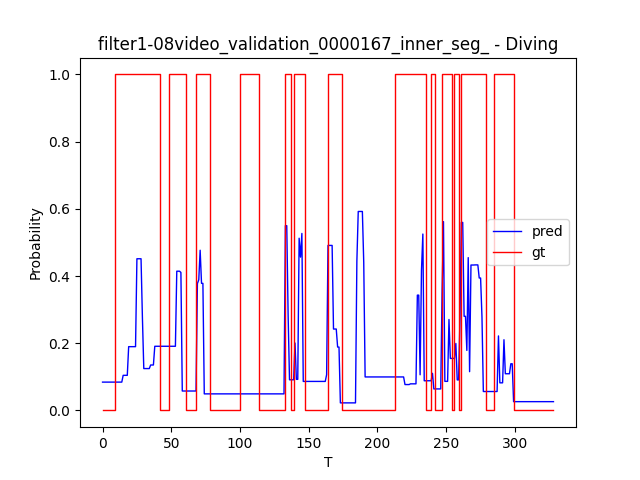 filter1-08video_validation_0000167_inner_seg_ - Diving
Probability
1.0
0.8
0.6
0.4
0.2
0.0
pred
gt
0 50 100 150 200 250 300
T